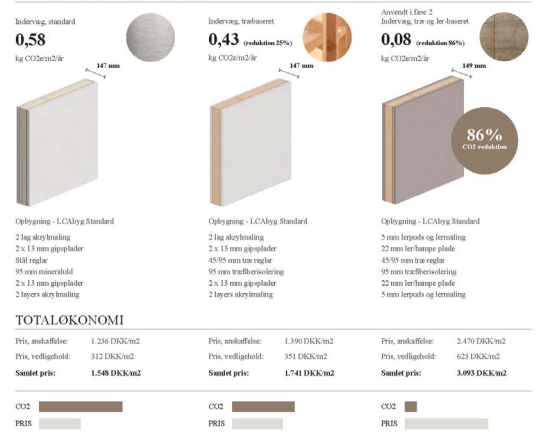 Indervæg, standard
0,58
kg CO2e/m2/år
147 mm
Opbygning - LCAbyg Standard
2 lag akrylmaling
2 x 13 mm gipsplader
Stål reglar
95 mm mineraluld
2 x 13 mm gipsplader
2 layers akrylmaling
Indervæg, træbaseret
0,43 (reduktion 25%)
kg CO2e/m2/år
147 mm
Opbygning - LCAbyg Standard
2 lag akrylmaling
2 x 13 mm gipsplader
45/95 mm træ reglar
95 mm træfiberisolering
2 x 13 mm gipsplader
2 lag akrylmaling
Anvendt i fase 2
Indervæg, træ og ler-baseret
0,08 (reduktion 86%)
kg CO2e/m2/år
149 mm
86%
CO2 reduktion
Opbygning - LCAbyg Standard
5 mm lerpuds og lermaling
22 mm ler/hampe plade
45/95 mm træ reglar
95 mm træfiberisolering
22 mm ler/hampe plade
5 mm lerpuds og lermaling
TOTALØKONOMI
Pris, anskaffelse: 1.236 DKK/m2
Pris, vedligehold: 312 DKK/m2
Samlet pris: 1.548 DKK/m2
Pris, anskaffelse: 1.390 DKK/m2
Pris, vedligehold: 351 DKK/m2
Samlet pris: 1.741 DKK/m2
Pris, anskaffelse: 2.470 DKK/m2
Pris, vedligehold: 623 DKK/m2
Samlet pris: 3.093 DKK/m2
CO2
PRIS
CO2
PRIS
CO2
PRIS